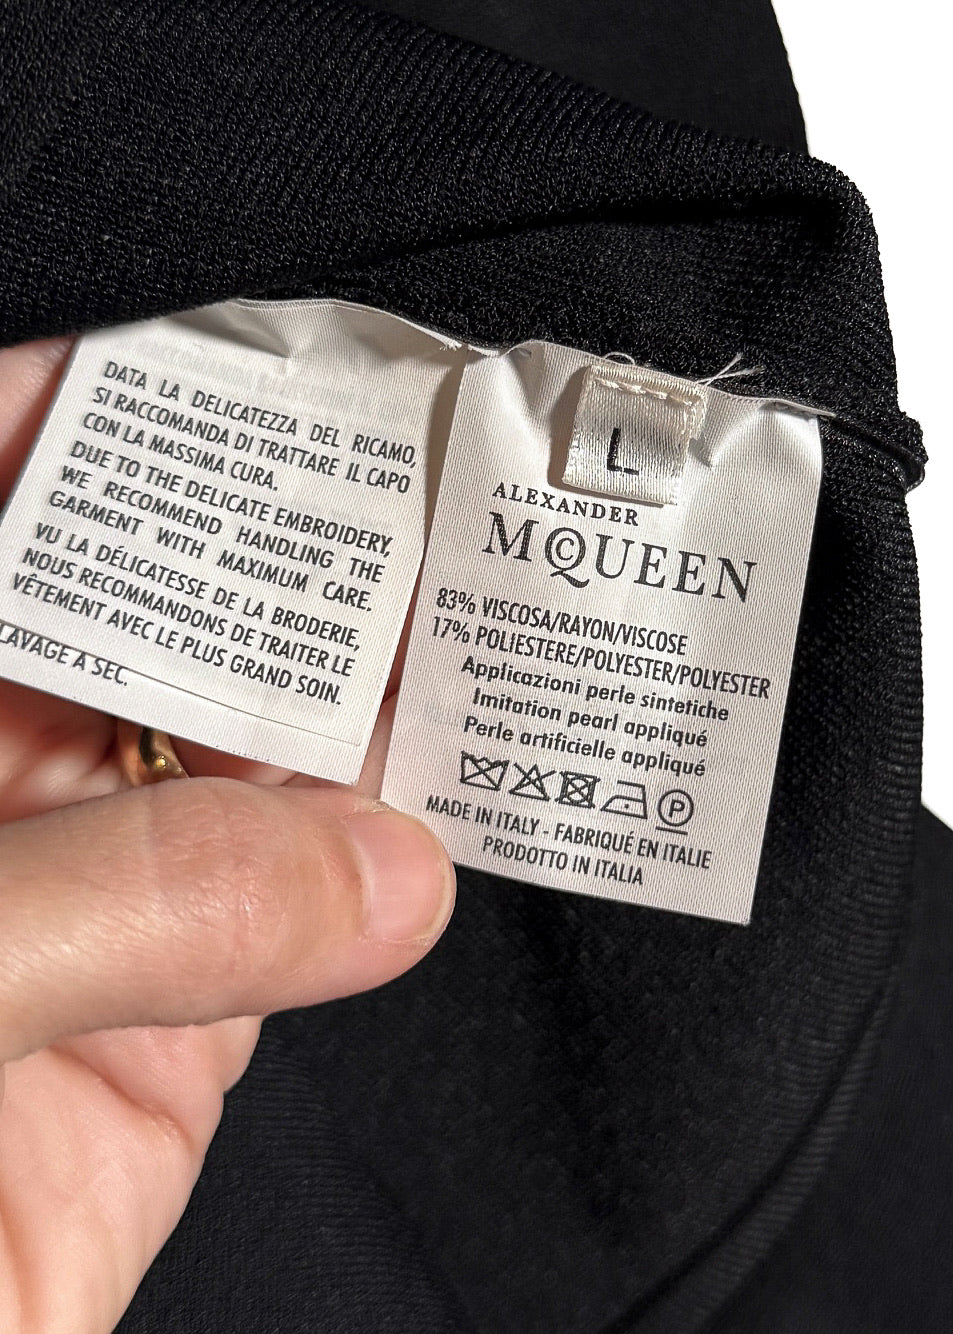 DATA LA DELICATEZZA DEL RICAMO,
SI RACCOMANDA DI TRATTARE IL CAPO
CON LA MASSIMA CURA.
DUE TO THE DELICATE EMBROIDERY,
WE RECOMMEND HANDLING THE
GARMENT WITH MAXIMUM CARE.
VU LA DÉLICATESSE DE LA BRODERIE,
NOUS RECOMMANDONS DE TRAITER LE
VÊTEMENT AVEC LE PLUS GRAND SOIN.
LAVAGE A SEC.
L
ALEXANDER
MCQUEEN
83% VISCOSA/RAYON/VISCOSE
17% POLIESTERE/POLYESTER/POLYESTER
Applicazioni perle sintetiche
Imitation pearl appliqué
Perle artificielle appliqué
P
MADE IN ITALY - FABRIQUÉ EN ITALIE
PRODOTTO IN ITALIA